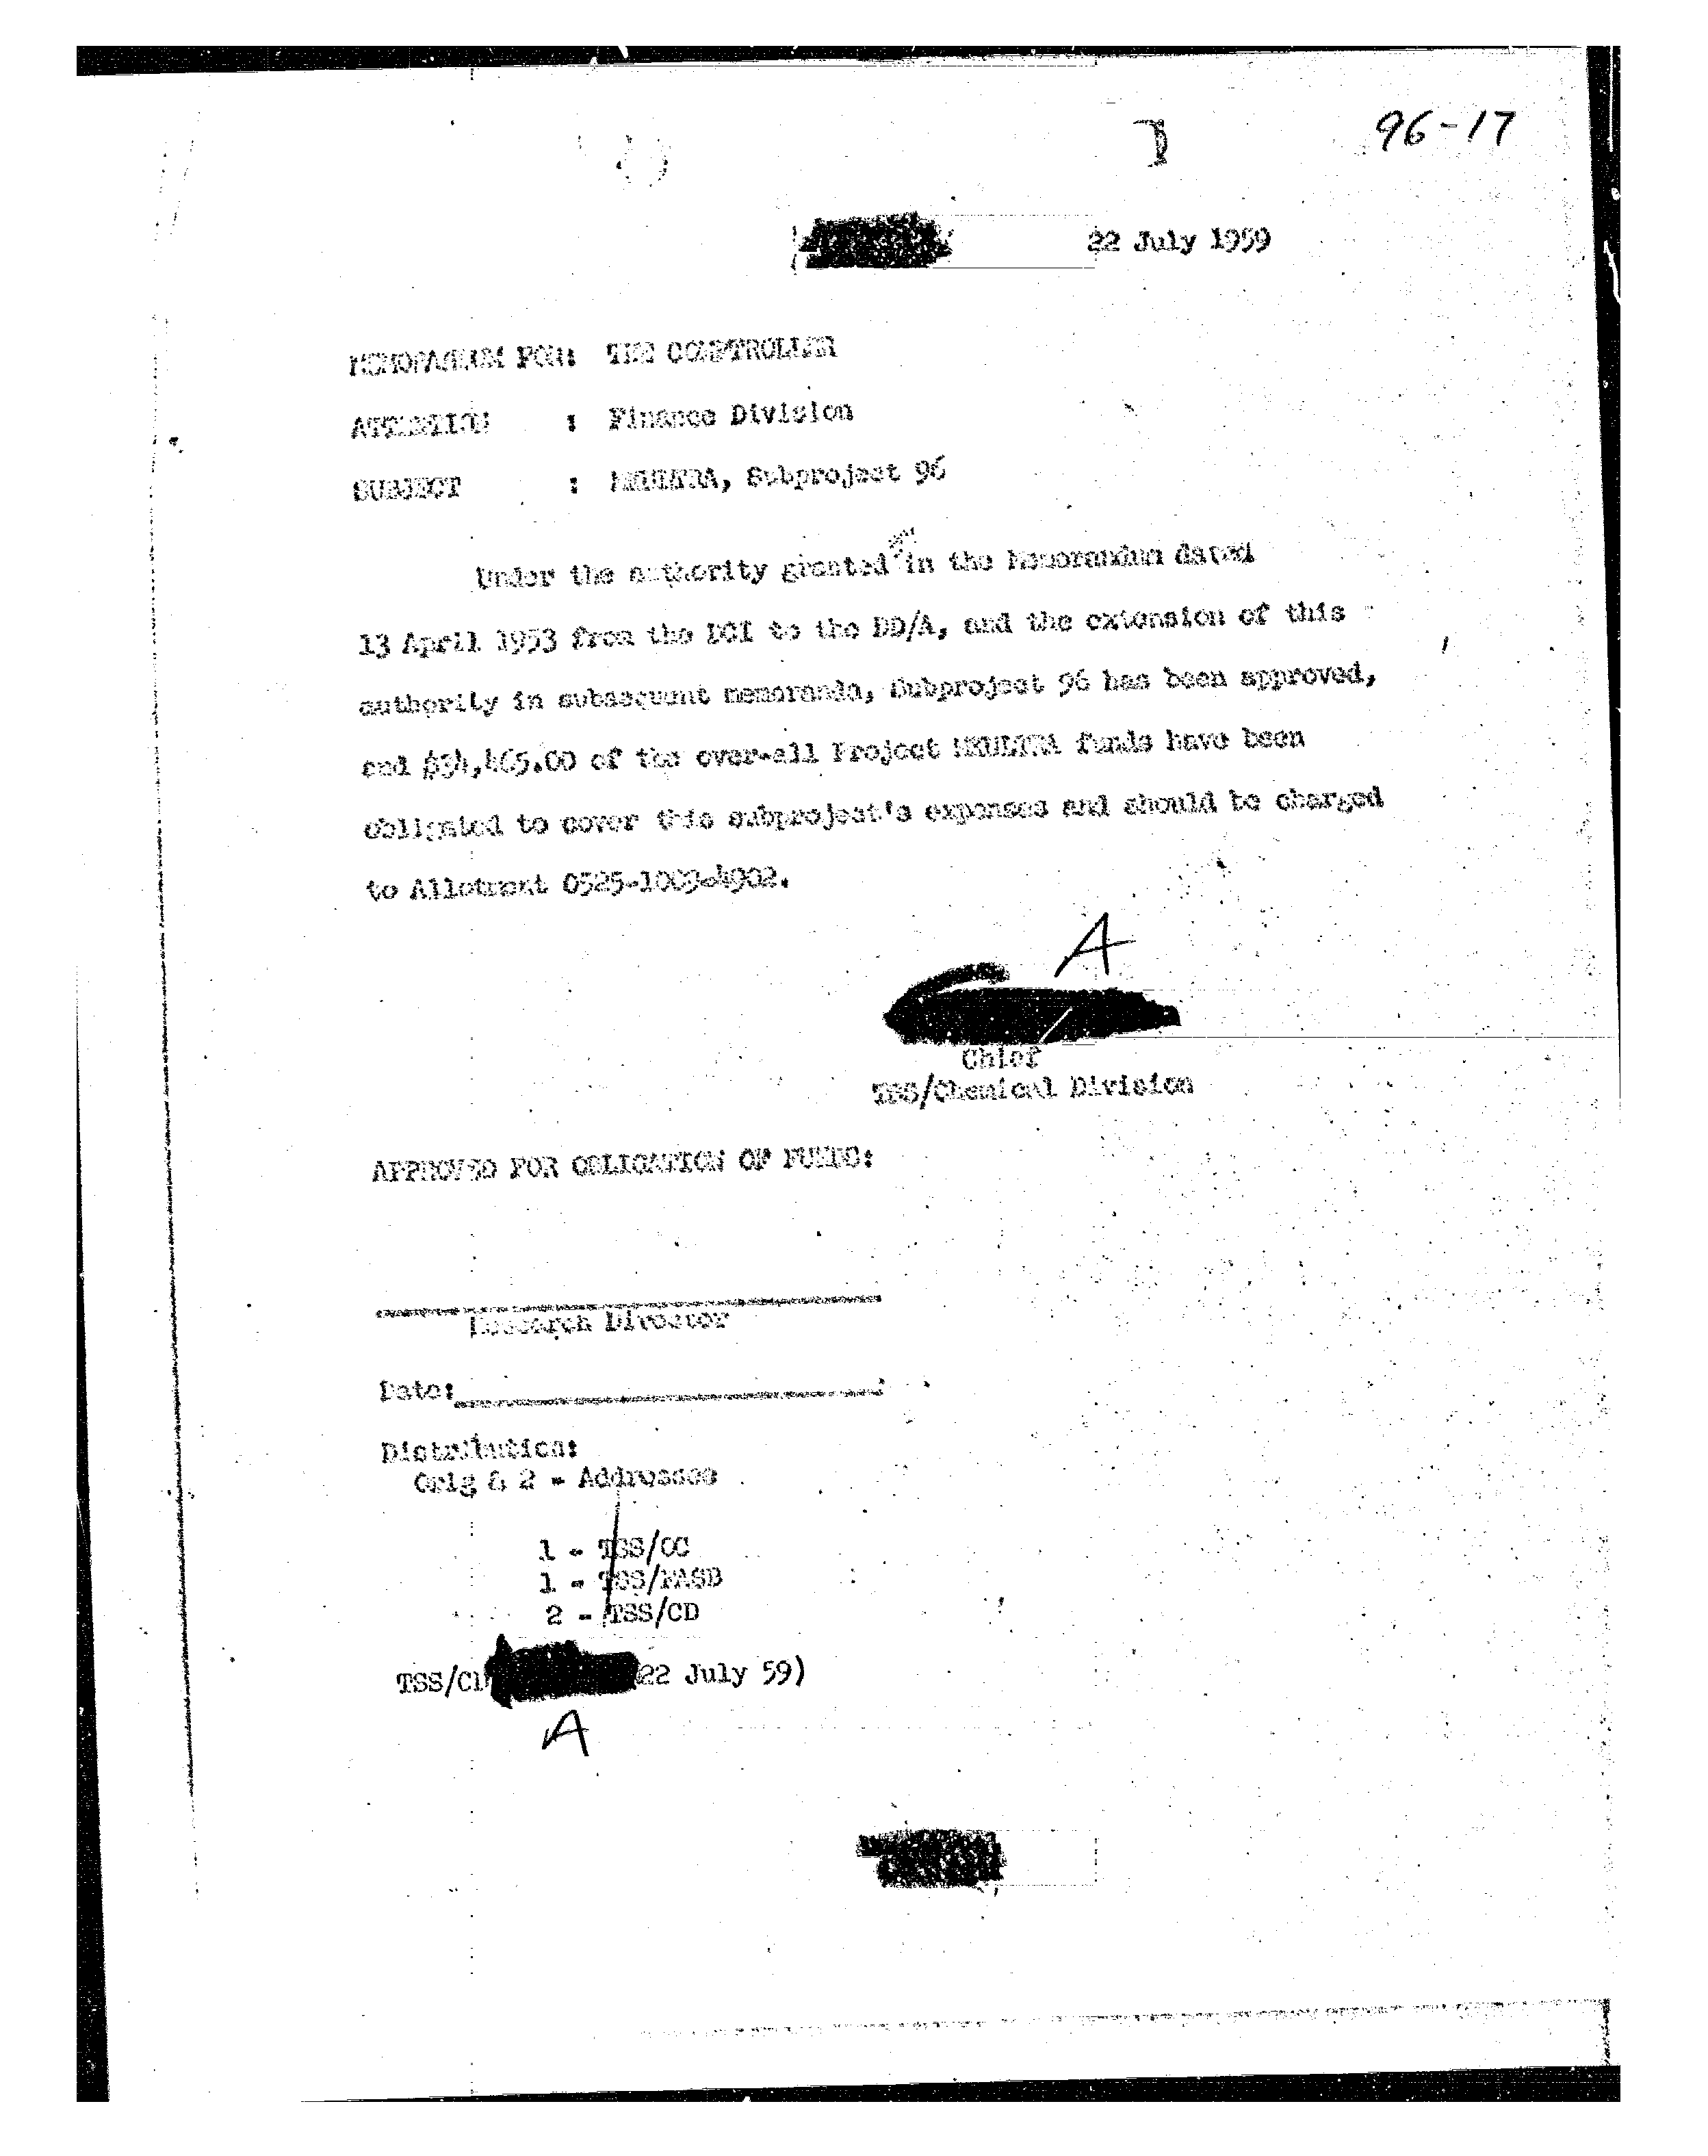 96-17
22 July 1959
MEMORANDUM FOR: THE COMPTROLLER
ATTENTION : Finance Division
SUBJECT : MKULTRA, Subproject 96
Under the authority granted in the Memorandum dated
13 April 1953 from the DCI to the DD/A, and the extension of this
authority in subsequent memoranda, Subproject 96 has been approved,
and $34,465.00 of the over-all Project MKULTRA funds have been
obligated to cover this subproject's expenses and should be charged
to Allotment 0525-1009-4902.
A
Chief
TSS/Chemical Division
APPROVED FOR OBLIGATION OF FUNDS:
Research Director
Date:
Distribution:
Orig & 2 - Addressee
1 - TSS/OC
1 - TSS/FASB
2 - TSS/CD
TSS/CD 22 July 59)
A